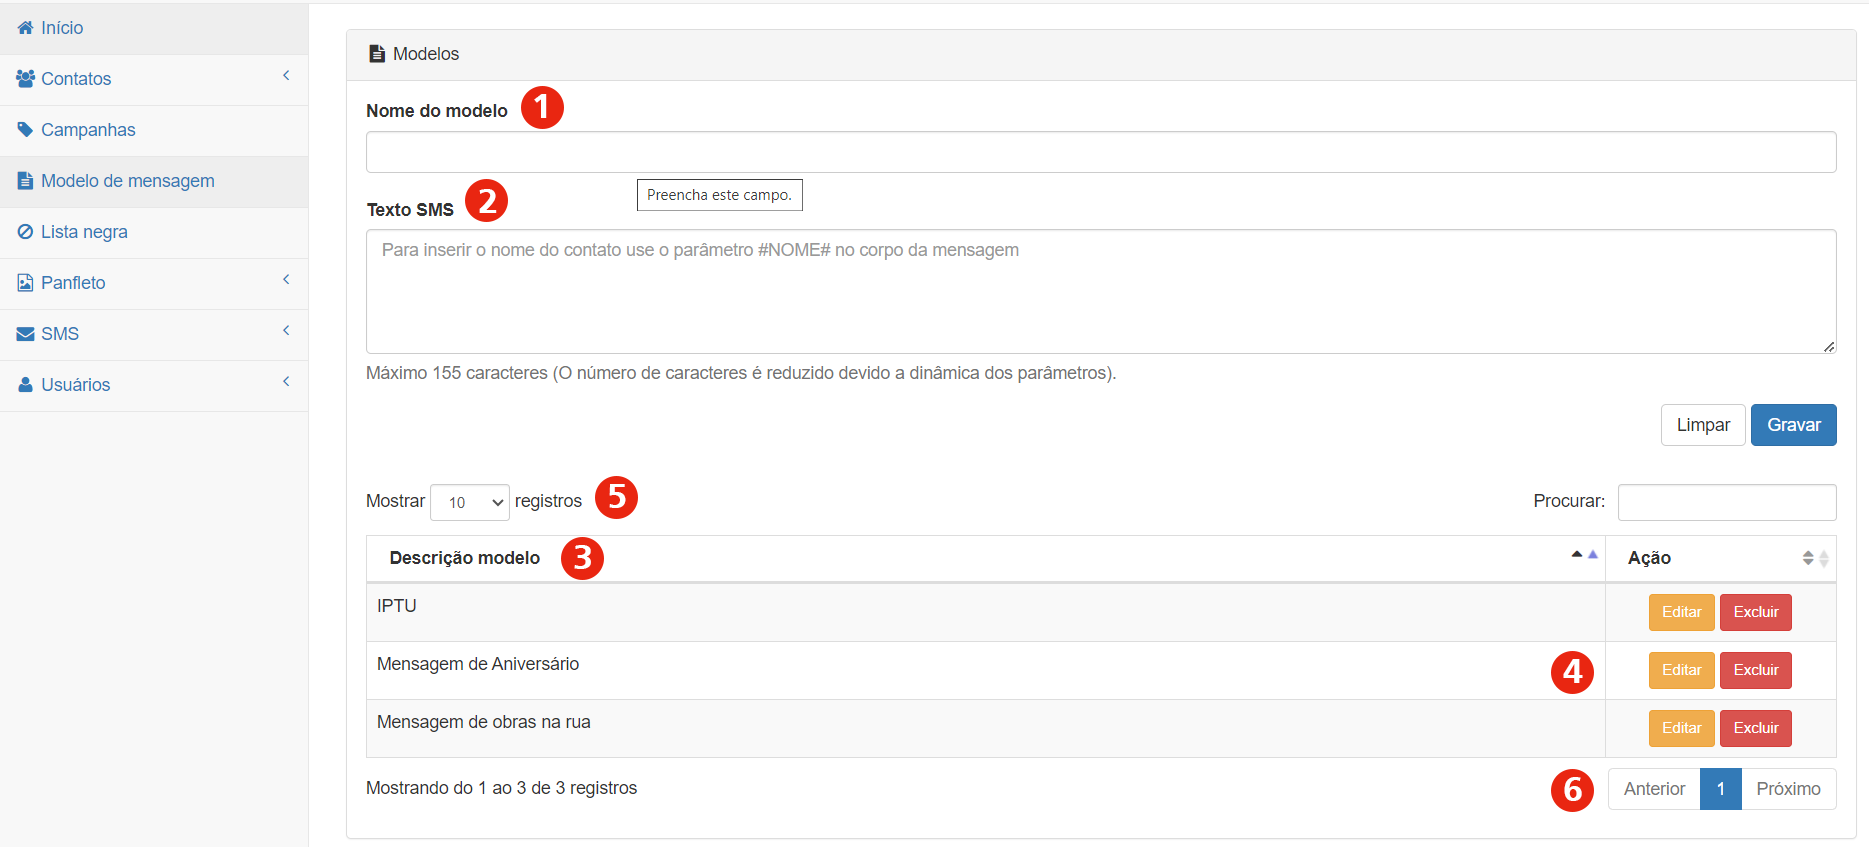 Início
Contatos
Campanhas
Modelo de mensagem
Lista negra
Panfleto
SMS
Usuários
Modelos
Nome do modelo 1
Preencha este campo.
Texto SMS 2
Para inserir o nome do contato use o parâmetro #NOME# no corpo da mensagem
Máximo 155 caracteres (O número de caracteres é reduzido devido a dinâmica dos parâmetros).
Limpar Gravar
Mostrar 10 registros 5 Procurar:
Descrição modelo 3 Ação
IPTU Editar Excluir
Mensagem de Aniversário 4 Editar Excluir
Mensagem de obras na rua Editar Excluir
Mostrando do 1 ao 3 de 3 registros 6 Anterior 1 Próximo